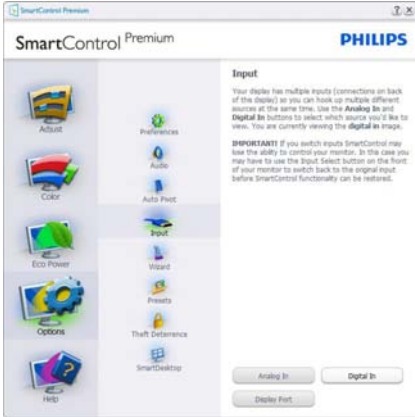 SmartControl Premium
SmartControl Premium
PHILIPS
Adjust
Color
Eco Power
Options
Help
Preferences
Audio
Auto Pivot
Input
Wizard
Presets
Theft Deterrence
SmartDesktop
Input
Your display has multiple inputs (connections on back
of the display) so you can hook up multiple different
sources at the same time. Use the Analog In and
Digital In buttons to select which source you'd like to
view. You are currently viewing the digital in image.
IMPORTANT! If you switch inputs SmartControl may
lose the ability to control your monitor. In this case you
may have to use the Input Select button on the front
of your monitor to switch back to the original input
before SmartControl functionality can be restored.
Analog In
Digital In
Display Port